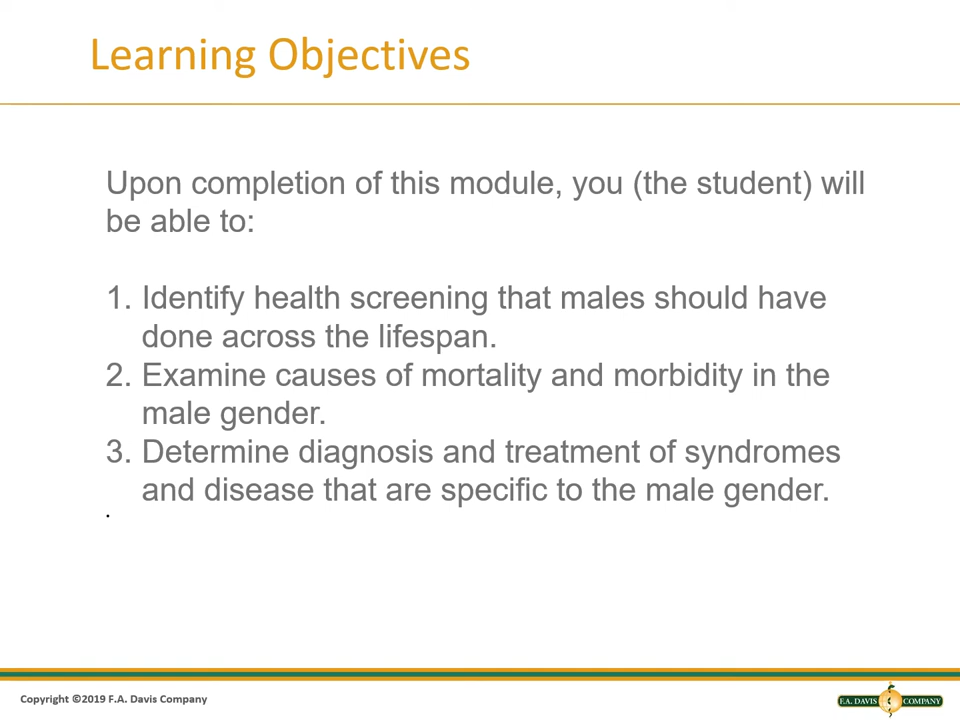 Learning Objectives
Upon completion of this module, you (the student) will
be able to:
1. Identify health screening that males should have
done across the lifespan.
2. Examine causes of mortality and morbidity in the
male gender.
3. Determine diagnosis and treatment of syndromes
and disease that are specific to the male gender.
.
Copyright ©2019 F.A. Davis Company
F.A. DAVIS COMPANY